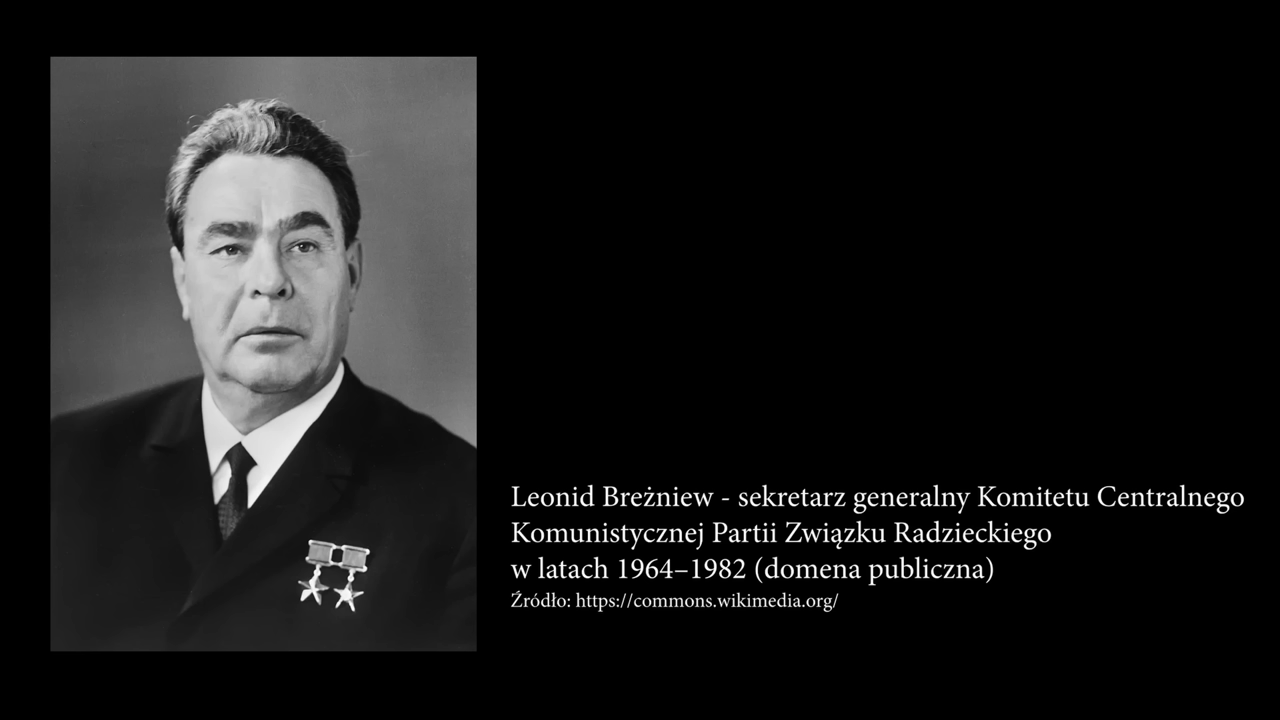 Leonid Breżniew - sekretarz generalny Komitetu Centralnego
Komunistycznej Partii Związku Radzieckiego
w latach 1964–1982 (domena publiczna)
Źródło: https://commons.wikimedia.org/